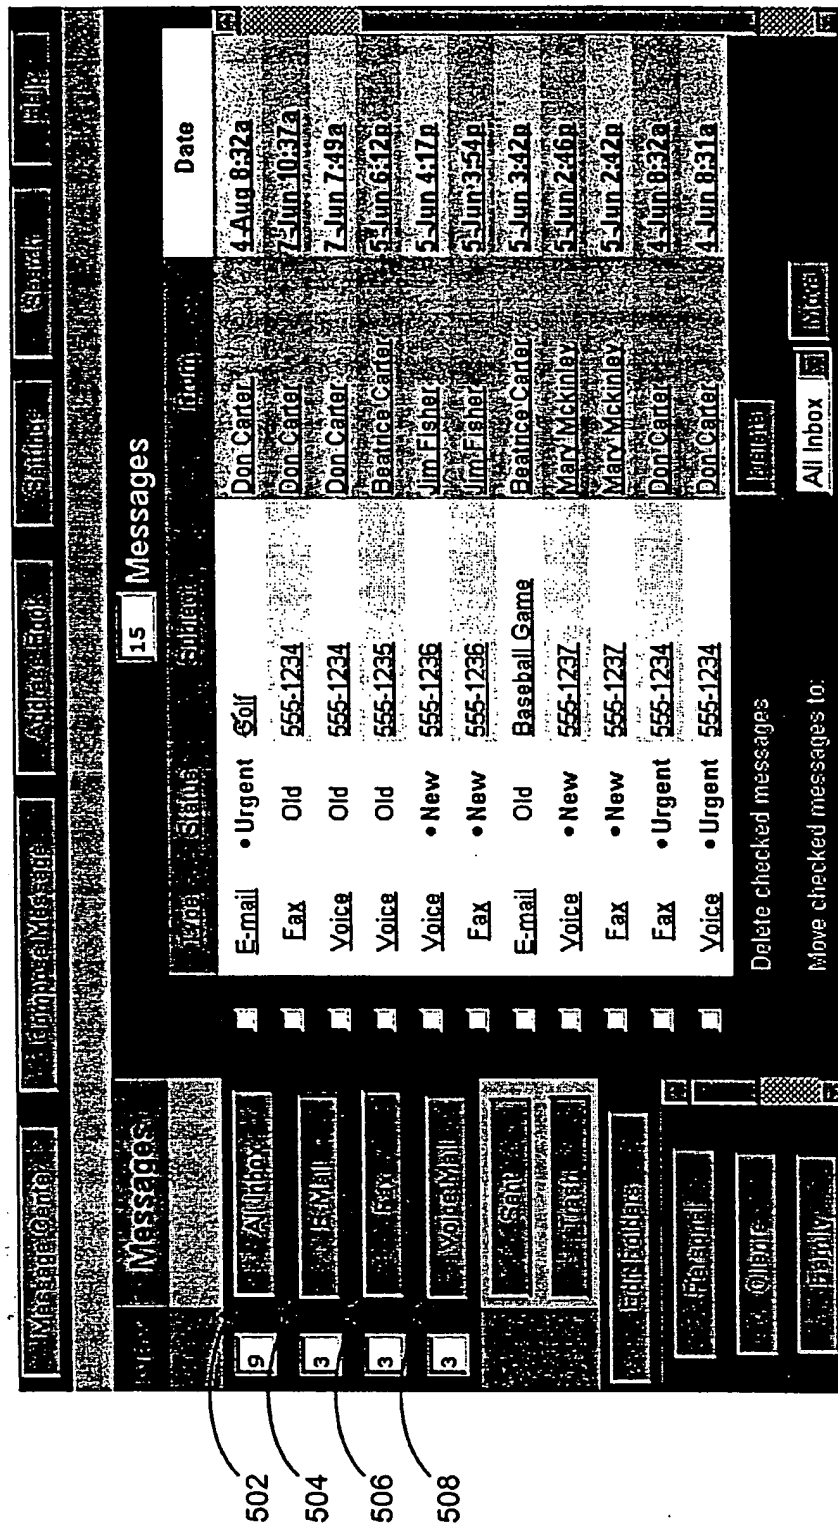 Message Center Compose Message Address Book Settings Search Help
New Messages
15 Messages
Type Status Subject From Date
9 All Inbox
3 E-Mail
3 Fax
3 Voice Mail
Sent
Trash
Edit Folders
Personal
Clients
Family
E-mail • Urgent Golf Don Carter 4-Aug 8:32a
Fax Old 555-1234 Don Carter 7-Jun 10:37a
Voice Old 555-1234 Don Carter 7-Jun 7:49a
Voice Old 555-1235 Beatrice Carter 5-Jun 6:12p
Voice • New 555-1236 Jim Fisher 5-Jun 4:17p
Fax • New 555-1236 Jim Fisher 5-Jun 3:54p
E-mail Old Baseball Game Beatrice Carter 5-Jun 3:42p
Voice • New 555-1237 Mary Mckinley 5-Jun 2:46p
Fax • New 555-1237 Mary Mckinley 5-Jun 2:42p
Fax • Urgent 555-1234 Don Carter 4-Jun 8:32a
Voice • Urgent 555-1234 Don Carter 4-Jun 8:31a
Delete checked messages
Move checked messages to: All Inbox Move
502
504
506
508